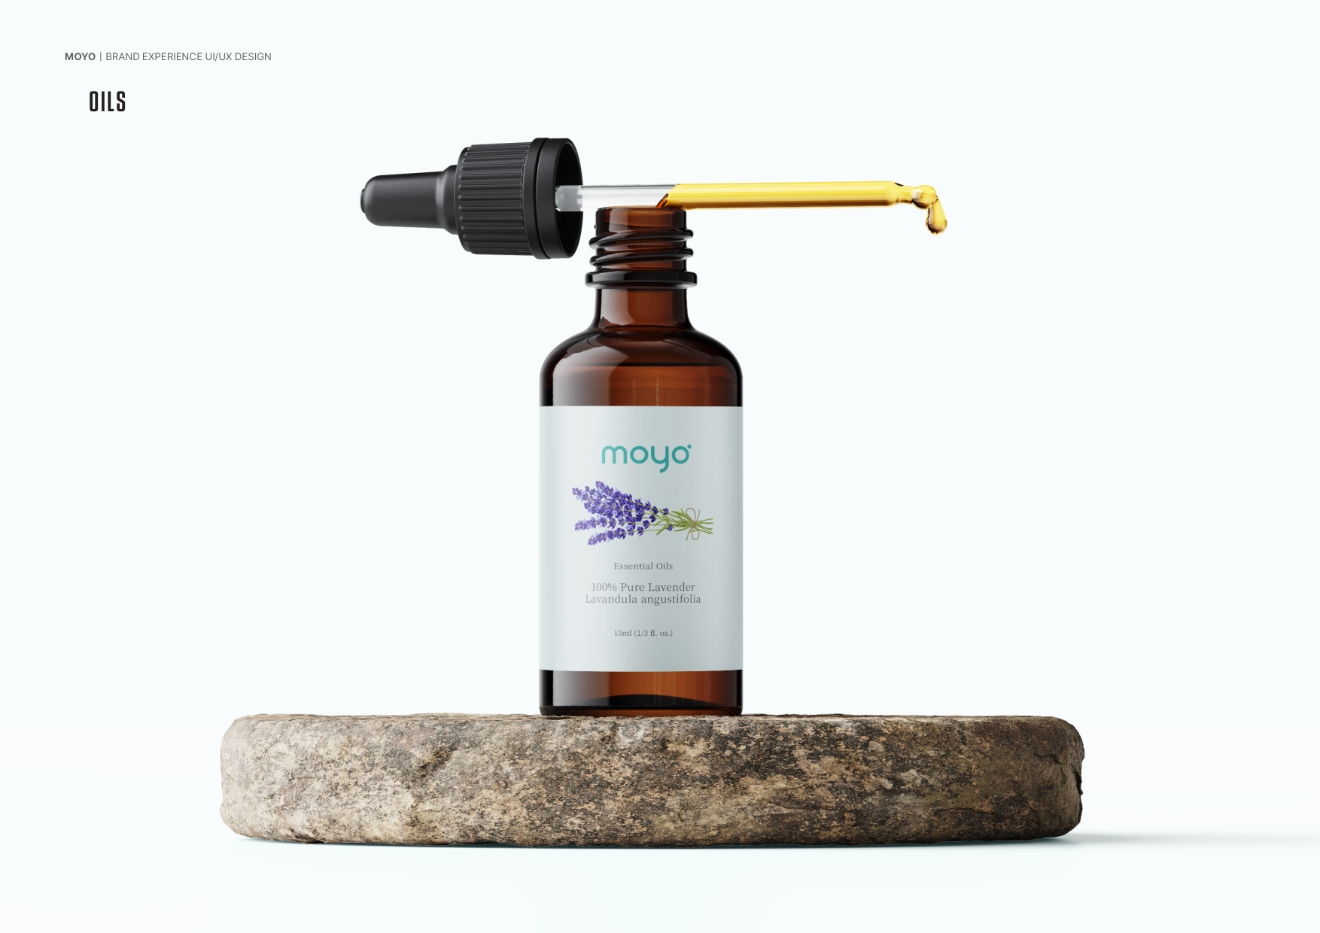 MOYO | BRAND EXPERIENCE UI/UX DESIGN
OILS
moyo
Essential Oils
100% Pure Lavender
Lavandula angustifolia
15ml (1/3 fl. oz.)